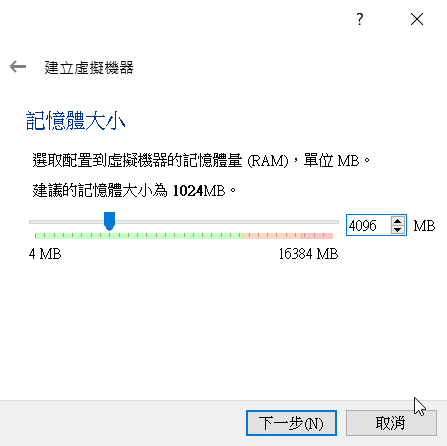 ?
建立虛擬機器
記憶體大小
選取配置到虛擬機器的記憶體量 (RAM)，單位 MB。
建議的記憶體大小為 1024MB。
4096 MB
4 MB 16384 MB
下一步(N) 取消